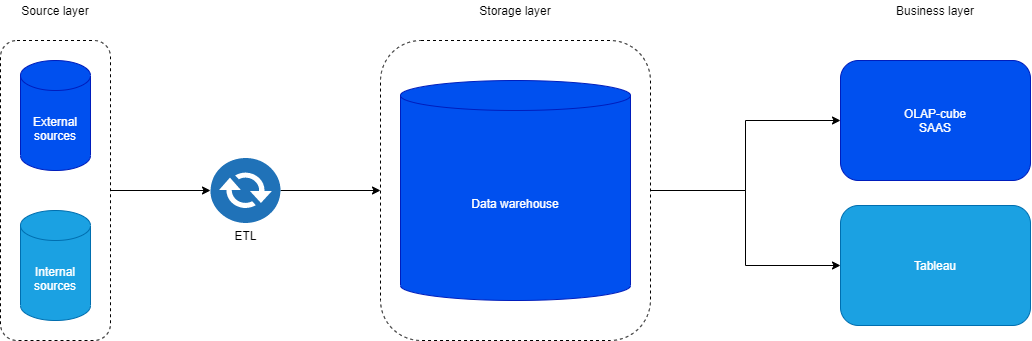 Source layer
Storage layer
Business layer
External
sources
Internal
sources
ETL
Data warehouse
OLAP-cube
SAAS
Tableau